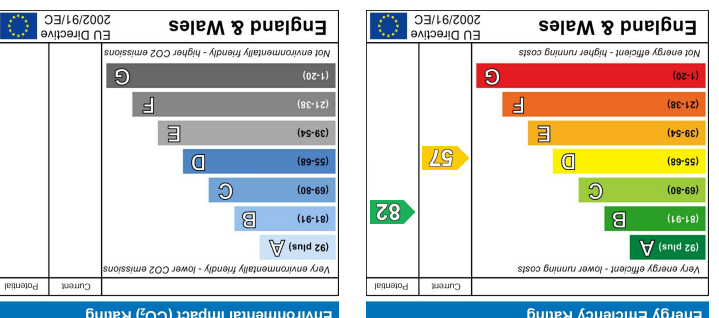 Energy Efficiency Rating
Current Potential
Very energy efficient - lower running costs
(92 plus) A
(81-91) B
(69-80) C
(55-68) D
(39-54) E
(21-38) F
(1-20) G
57
82
Not energy efficient - higher running costs
England & Wales
EU Directive
2002/91/EC
Environmental Impact (CO₂) Rating
Current Potential
Very environmentally friendly - lower CO2 emissions
(92 plus) A
(81-91) B
(69-80) C
(55-68) D
(39-54) E
(21-38) F
(1-20) G
Not environmentally friendly - higher CO2 emissions
England & Wales
EU Directive
2002/91/EC